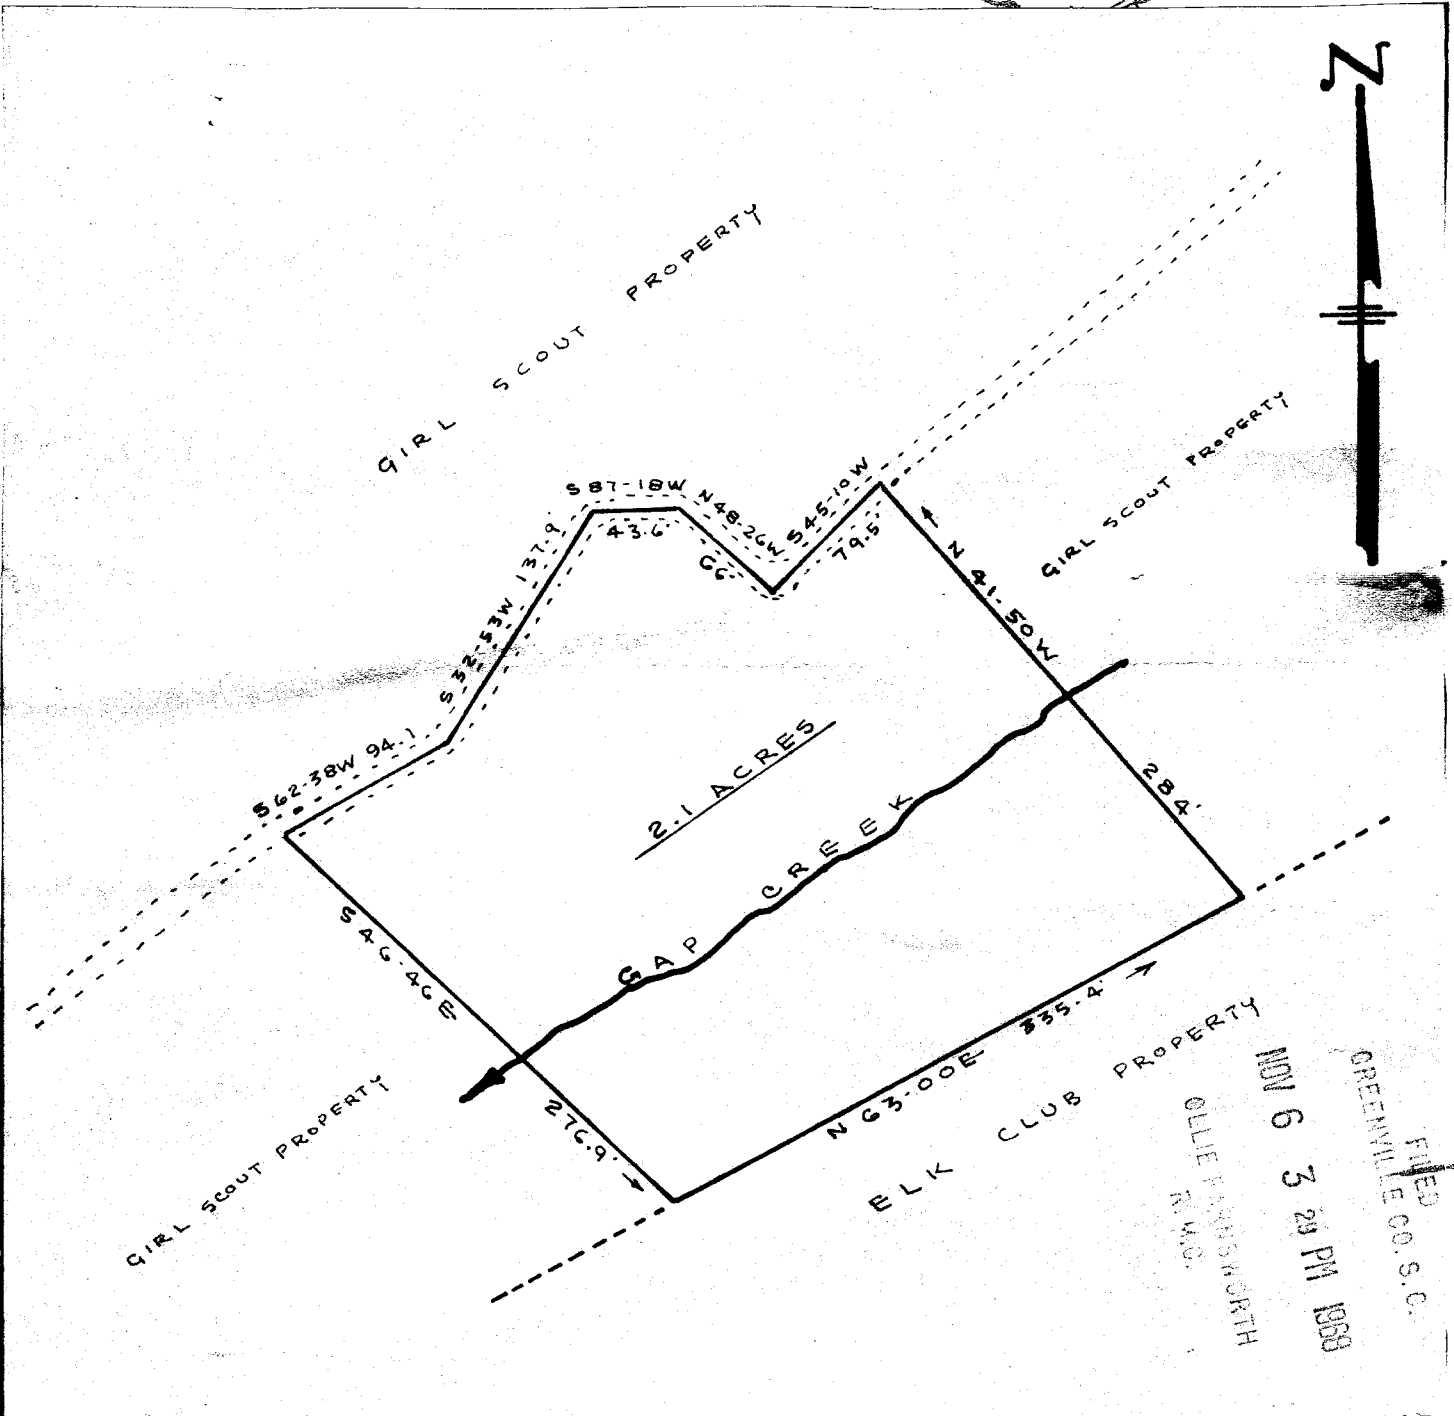 N
GIRL SCOUT PROPERTY
GIRL SCOUT PROPERTY
S 87-18W
43.6'
N 48-26W
66'
S 45-10W
79.5'
N 41-50W
284'
S 32-53W 137.9'
S 62-38W 94.1
2.1 ACRES
GAP CREEK
S 46-46E
276.9'
N 63-00E 335.4'
GIRL SCOUT PROPERTY
ELK CLUB PROPERTY
FILED
GREENVILLE CO. S. C.
NOV 6 3 29 PM 1968
OLLIE FARNSWORTH
R. M. C.